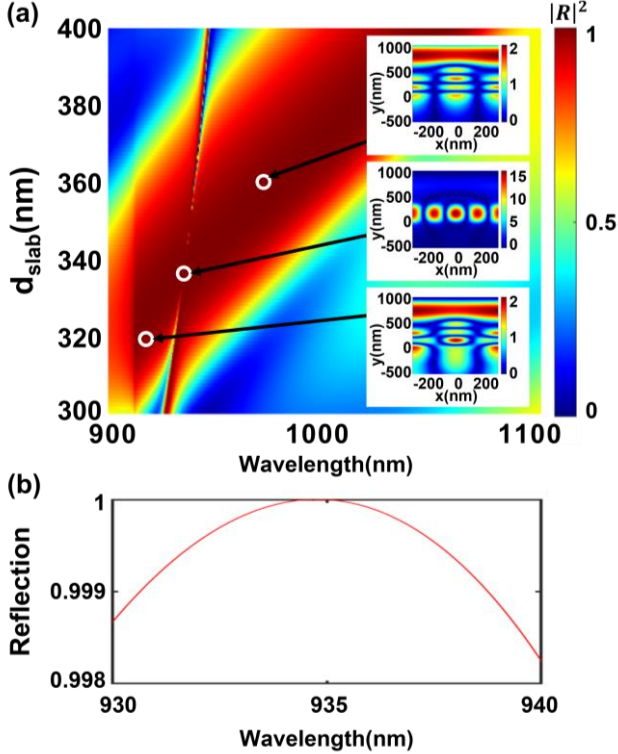 (a)
|R|²
400
380
360
340
320
300
d_slab(nm)
900
1000
1100
Wavelength(nm)
1
0.5
0
1000
500
0
-500
y(nm)
-200 0 200
x(nm)
2
1
0
1000
500
0
-500
y(nm)
-200 0 200
x(nm)
15
10
5
0
1000
500
0
-500
y(nm)
-200 0 200
x(nm)
2
1
0
(b)
1
0.999
0.998
Reflection
930
935
940
Wavelength(nm)